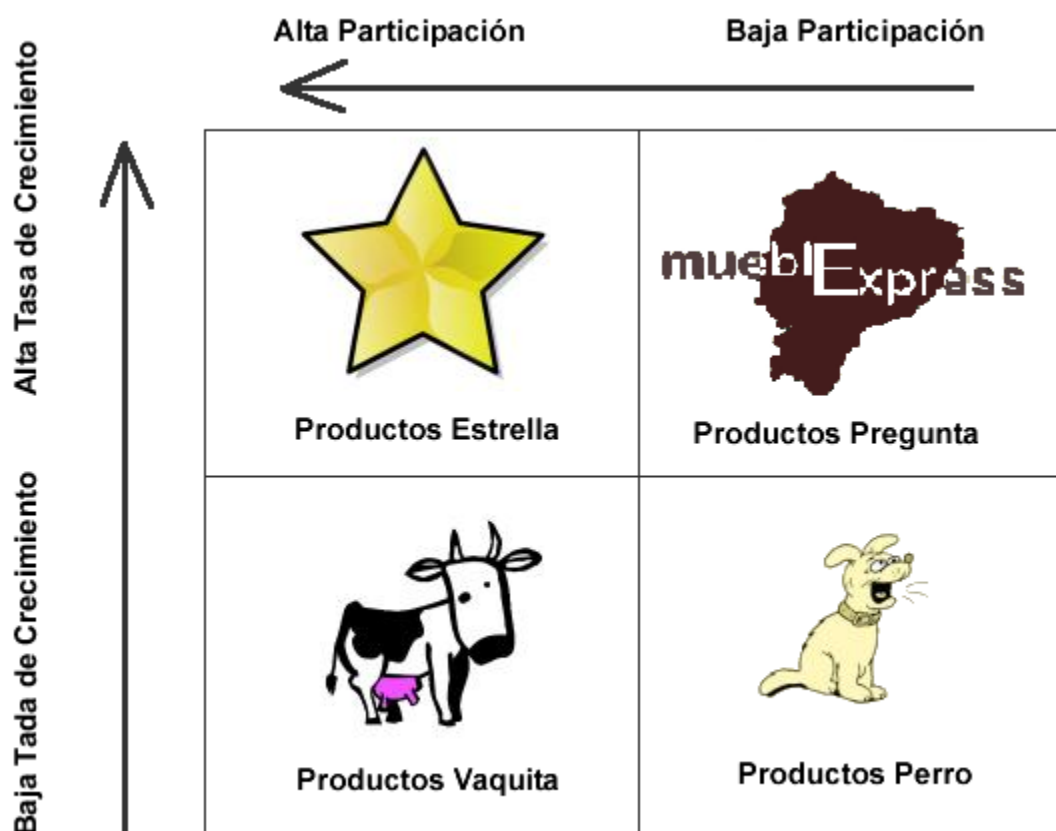 Alta Participación
Baja Participación
Alta Tasa de Crecimiento
mueblExpress
Productos Estrella
Productos Pregunta
Baja Tada de Crecimiento
Productos Vaquita
Productos Perro